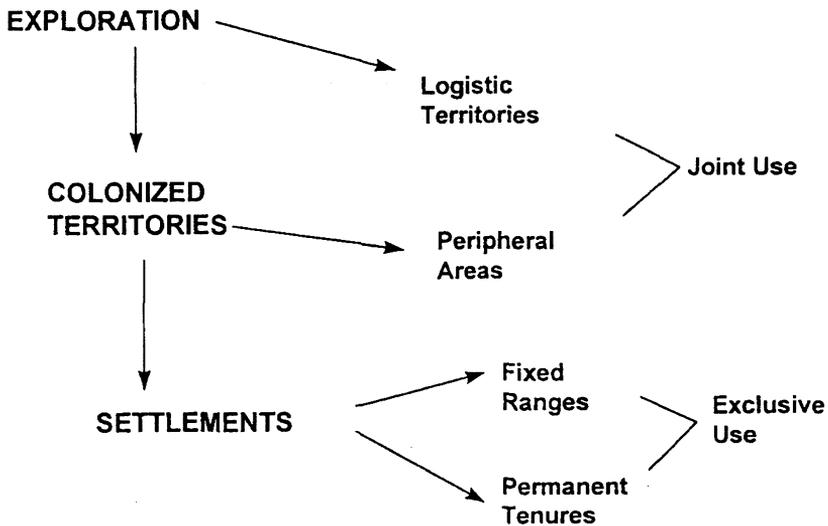 EXPLORATION
Logistic
Territories
Joint Use
COLONIZED
TERRITORIES
Peripheral
Areas
Fixed
Ranges
SETTLEMENTS
Exclusive
Use
Permanent
Tenures